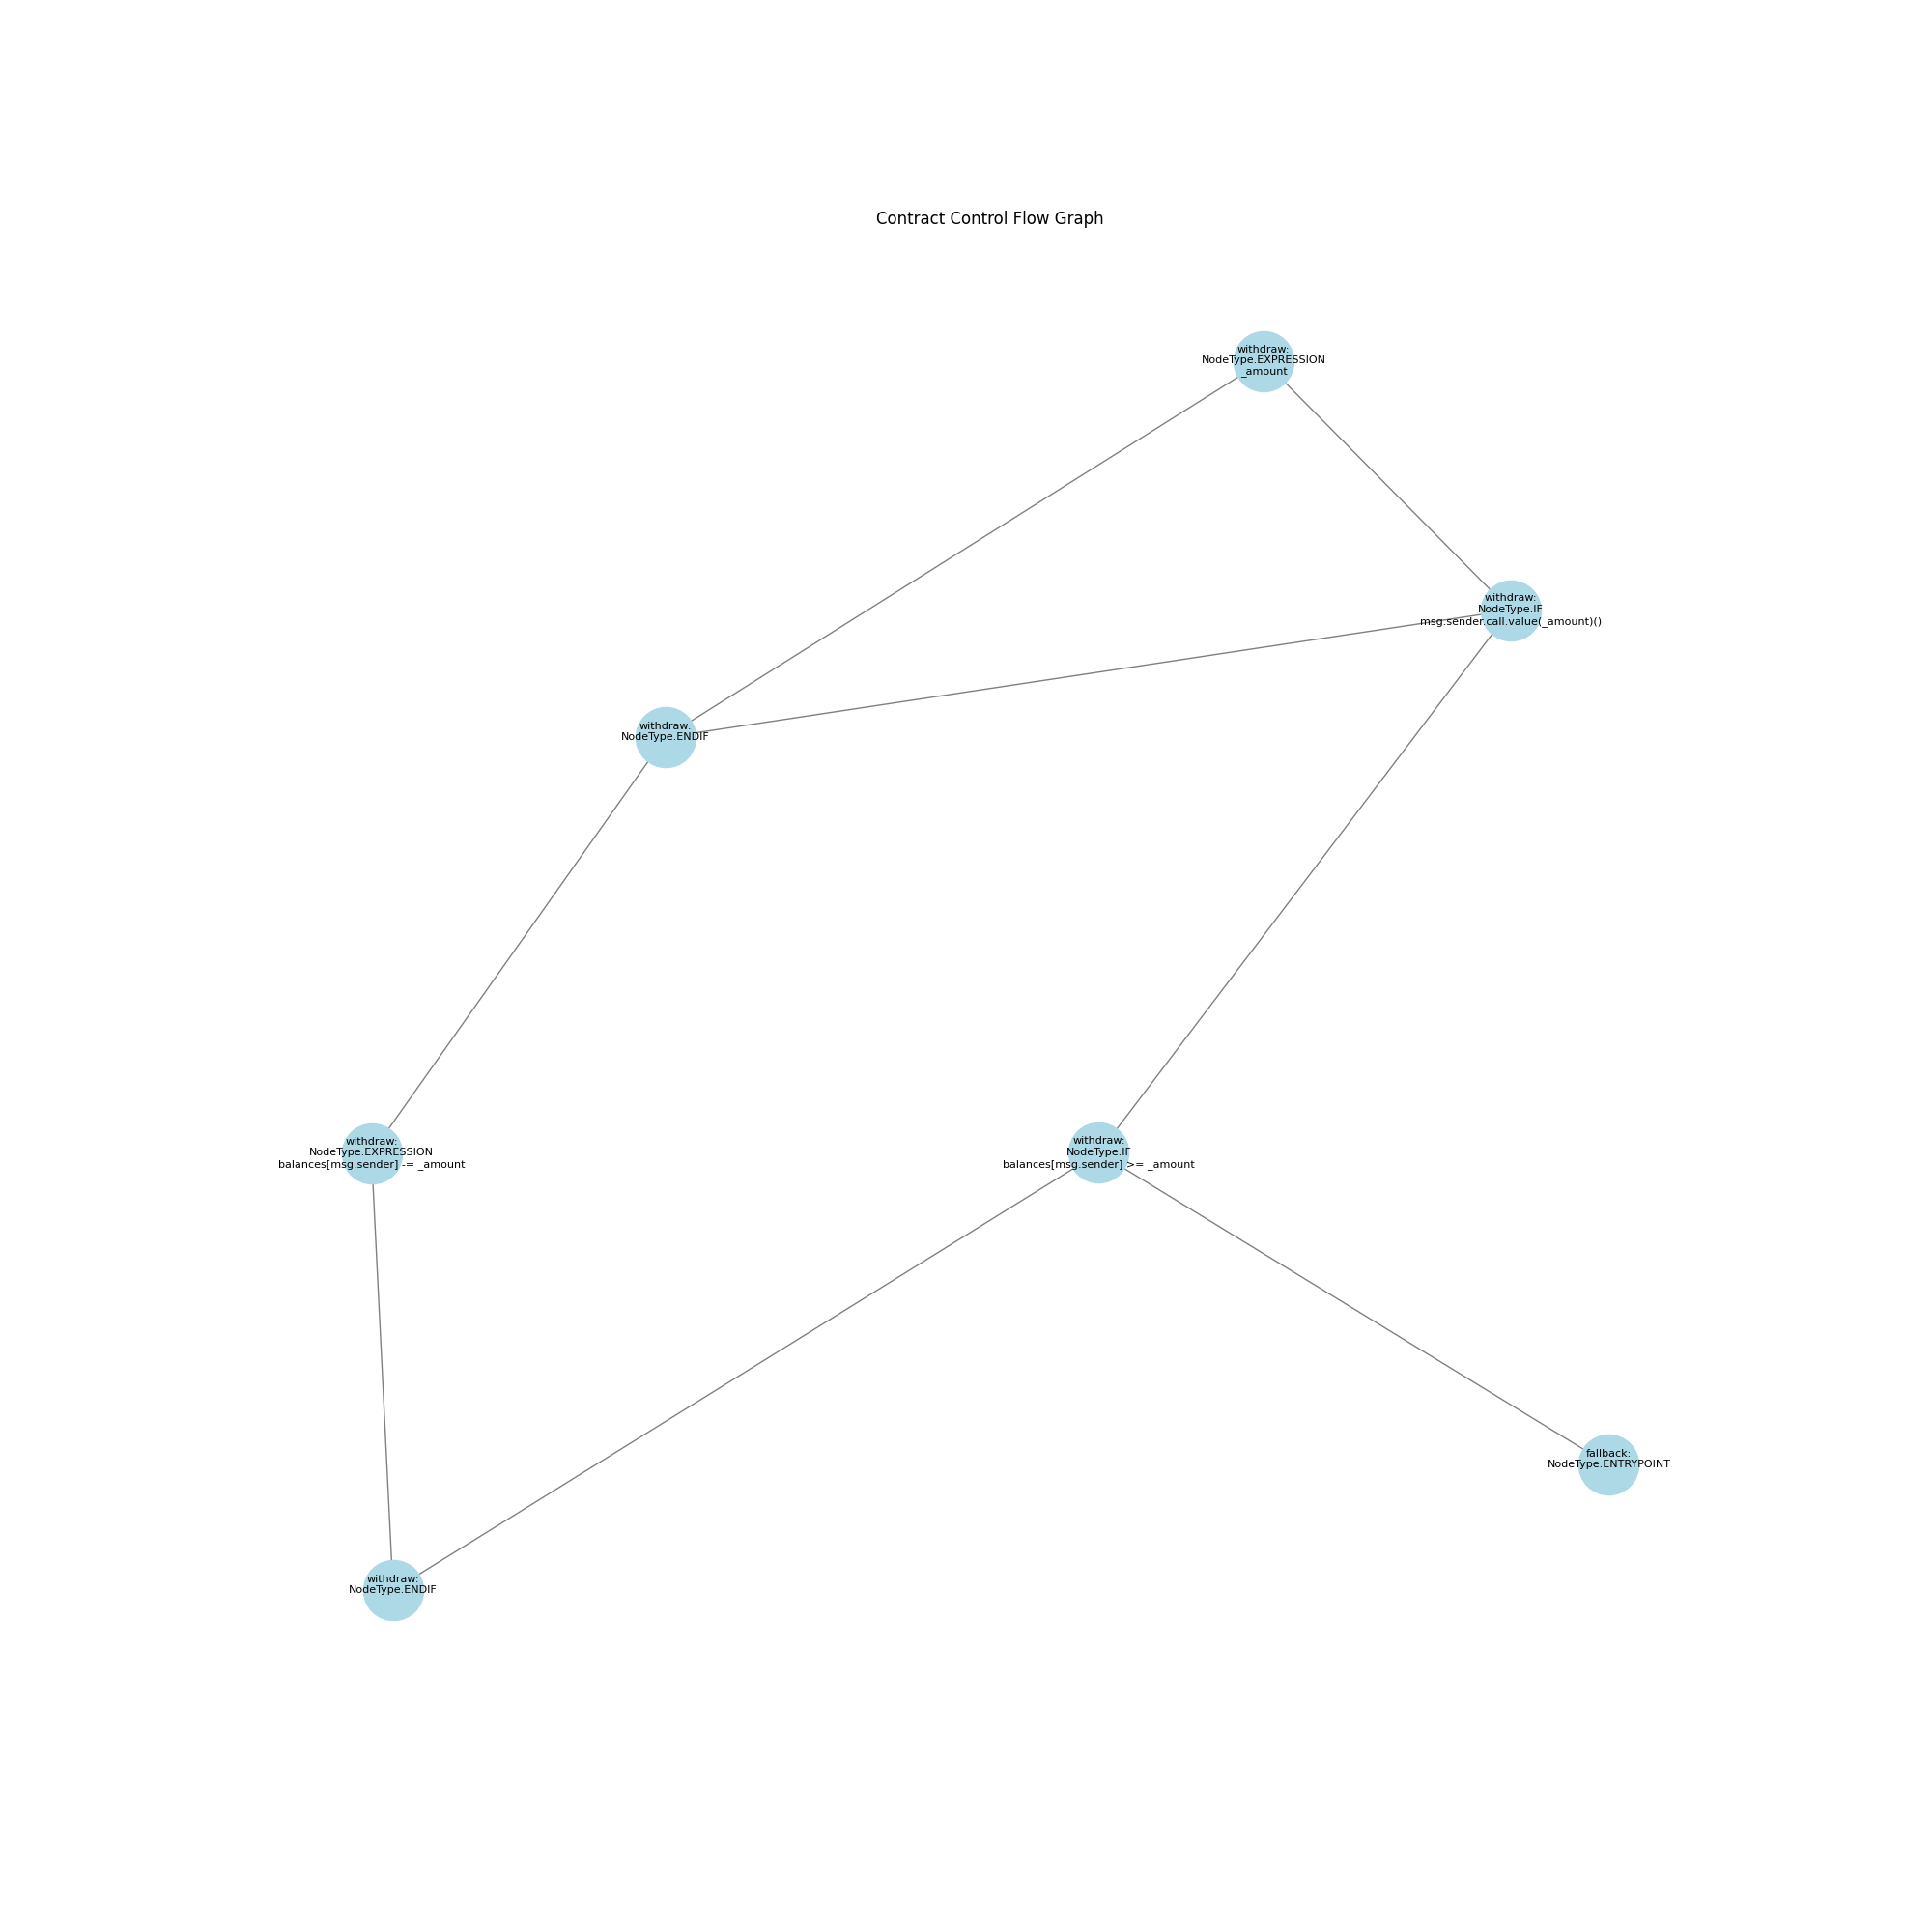 Contract Control Flow Graph
withdraw:
NodeType.EXPRESSION
_amount
withdraw:
NodeType.IF
msg.sender.call.value(_amount)()
withdraw:
NodeType.ENDIF
withdraw:
NodeType.EXPRESSION
balances[msg.sender] -= _amount
withdraw:
NodeType.IF
balances[msg.sender] >= _amount
fallback:
NodeType.ENTRYPOINT
withdraw:
NodeType.ENDIF